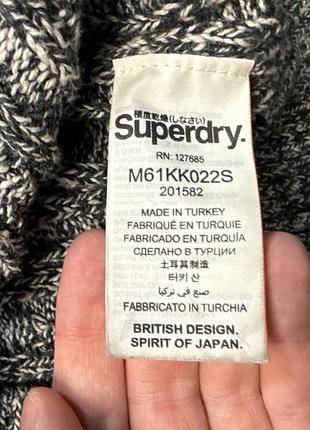 極度乾燥(しなさい)
Superdry.
RN: 127685
M61KK022S
201582
MADE IN TURKEY
FABRIQUÉ EN TURQUIE
FABRICADO EN TURQUÍA
СДЕЛАНО В ТУРЦИИ
土耳其制造
터키 산
صنع في تركيا
FABBRICATO IN TURCHIA
BRITISH DESIGN.
SPIRIT OF JAPAN.